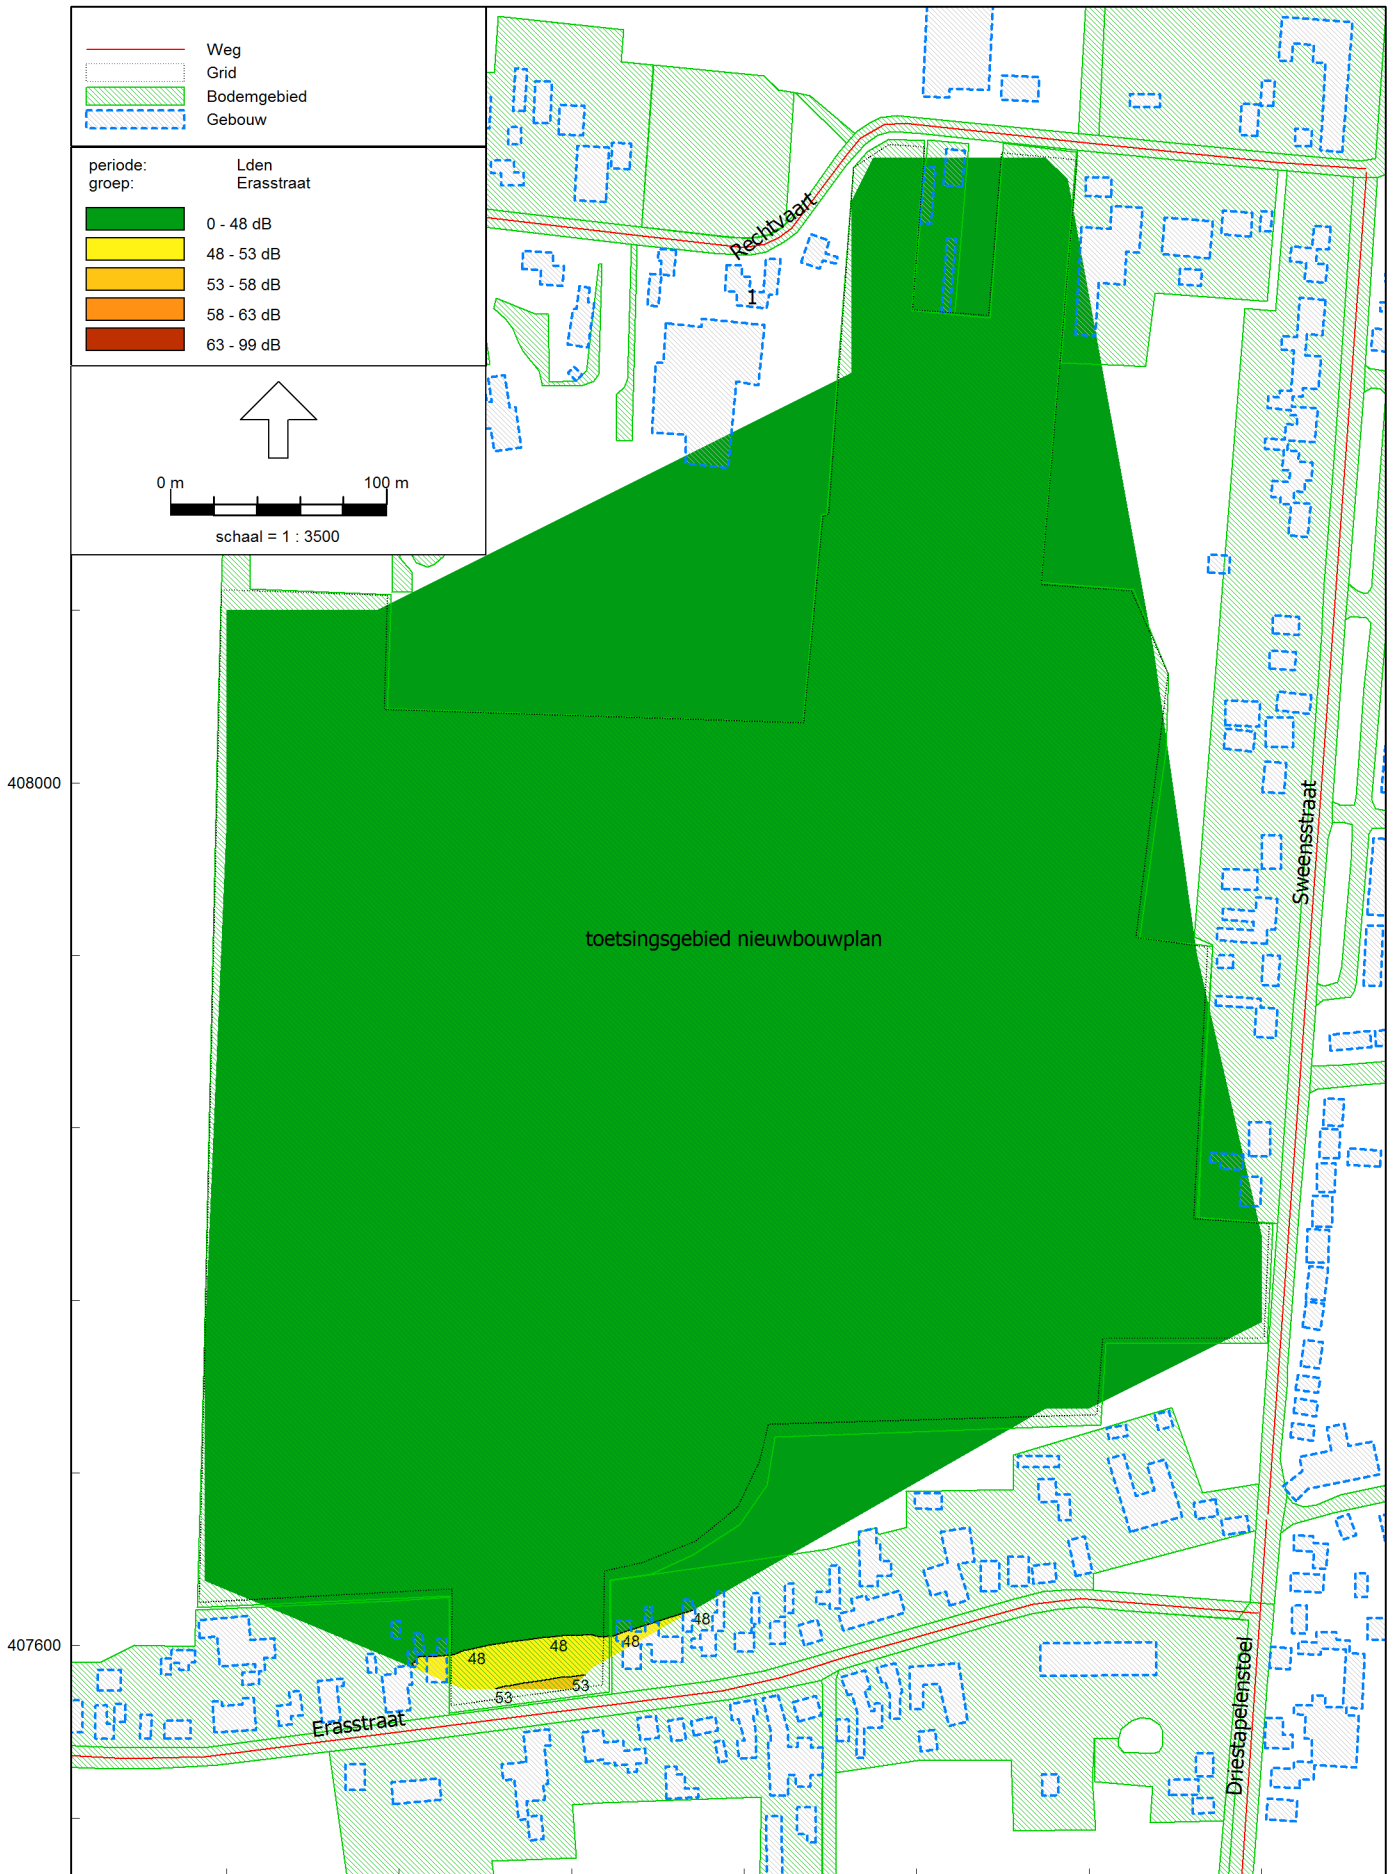 Weg
Grid
Bodemgebied
Gebouw
periode: Lden
groep: Erasstraat
0 - 48 dB
48 - 53 dB
53 - 58 dB
58 - 63 dB
63 - 99 dB
0 m 100 m
schaal = 1 : 3500
Rechtvaart
1
408000
Sweensstraat
toetsingsgebied nieuwbouwplan
407600
48
48
48
48
53
53
Erasstraat
Driestapelenstoel